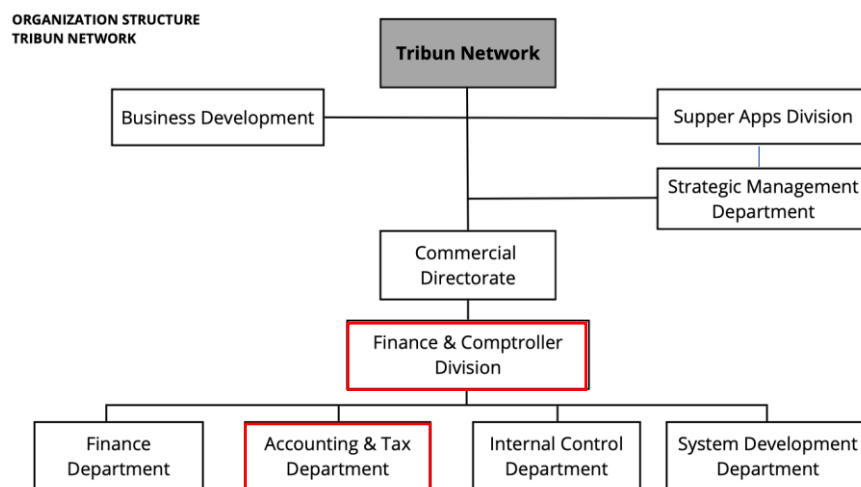 ORGANIZATION STRUCTURE
TRIBUN NETWORK
Tribun Network
Business Development
Supper Apps Division
Strategic Management
Department
Commercial
Directorate
Finance & Comptroller
Division
Finance
Department
Accounting & Tax
Department
Internal Control
Department
System Development
Department